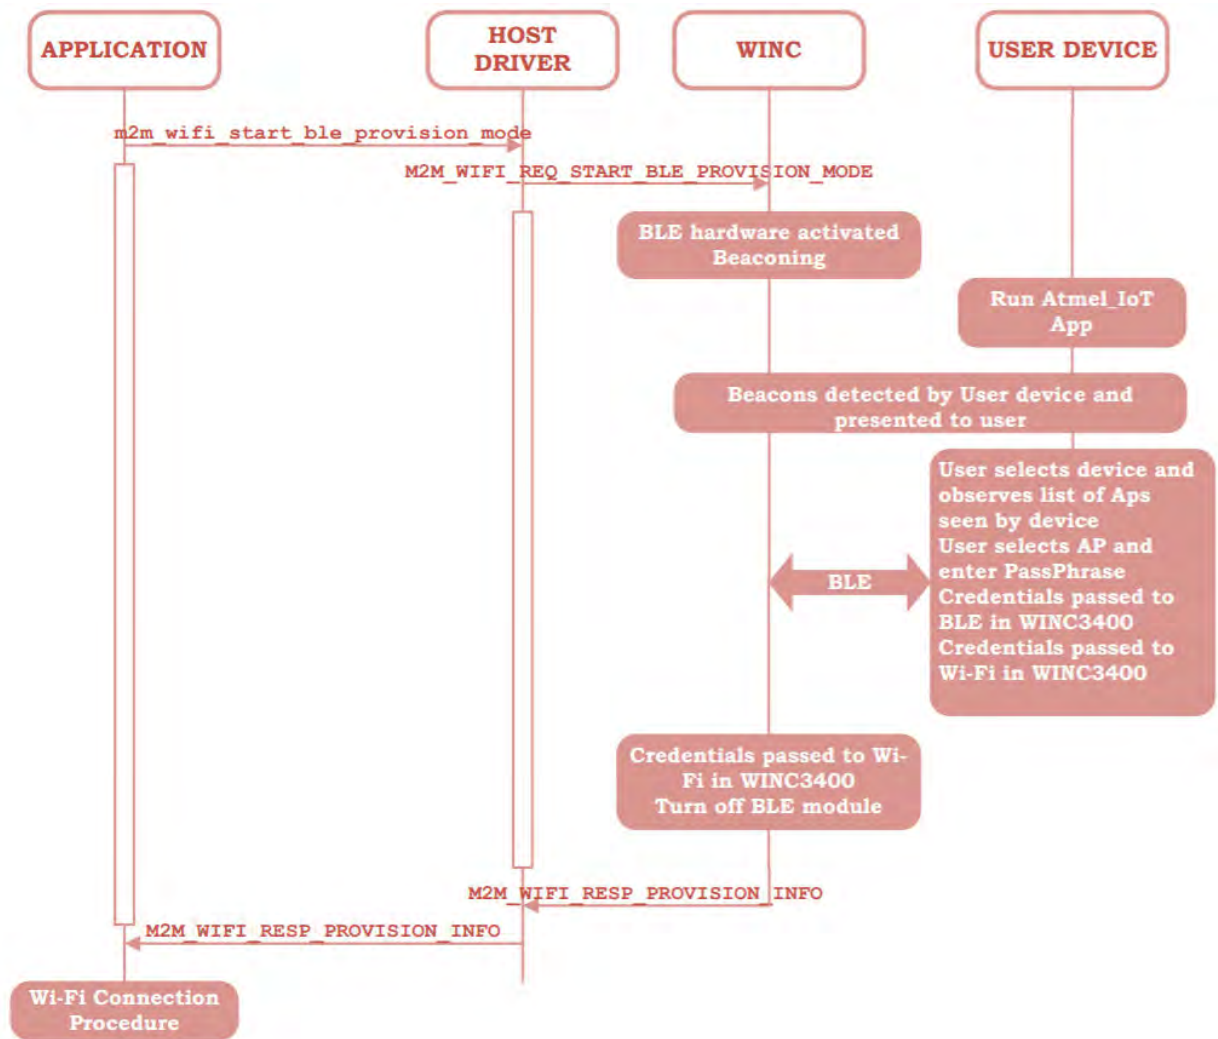 APPLICATION
HOST
DRIVER
WINC
USER DEVICE
m2m_wifi_start_ble_provision_mode
M2M_WIFI_REQ_START_BLE_PROVISION_MODE
BLE hardware activated
Beaconing
Run Atmel_IoT
App
Beacons detected by User device and
presented to user
User selects device and
observes list of Aps
seen by device
User selects AP and
enter PassPhrase
Credentials passed to
BLE in WINC3400
Credentials passed to
Wi-Fi in WINC3400
BLE
Credentials passed to Wi-
Fi in WINC3400
Turn off BLE module
M2M_WIFI_RESP_PROVISION_INFO
M2M_WIFI_RESP_PROVISION_INFO
Wi-Fi Connection
Procedure